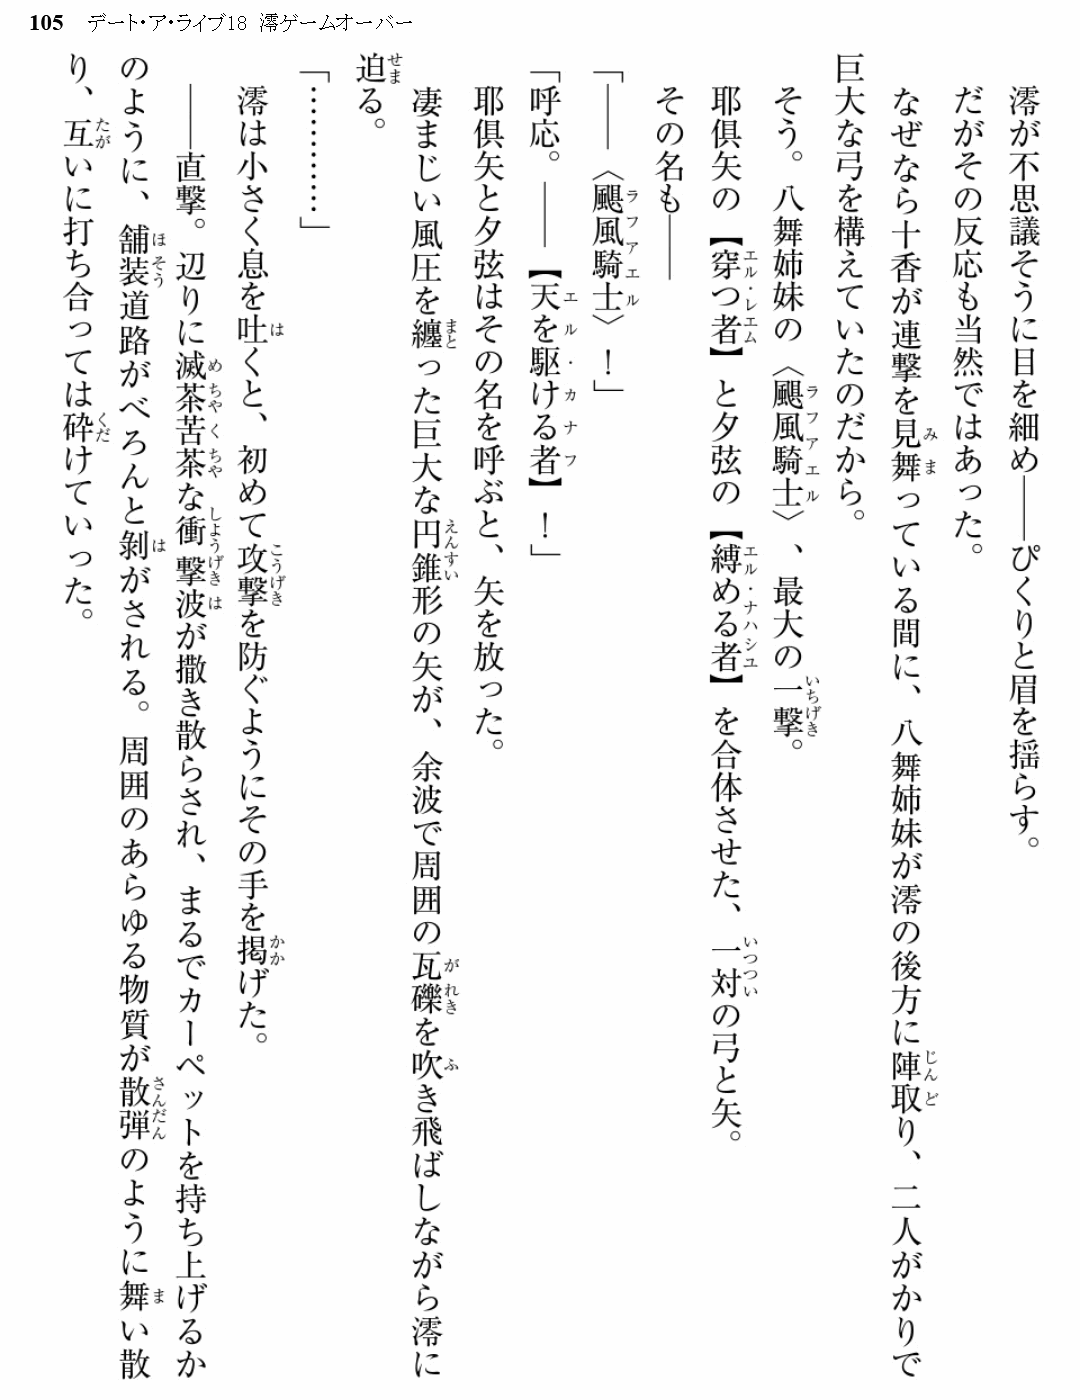 105 デート・ア・ライブ18 澪ゲームオーバー
澪が不思議そうに目を細め――ぴくりと眉を揺らす。
だがその反応も当然ではあった。
なぜなら十香が連撃を見舞っている間に、八舞姉妹が澪の後方に陣取り、二人がかりで
巨大な弓を構えていたのだから。
そう。八舞姉妹の〈颶風騎士〉、最大の一撃。
耶倶矢の【穿つ者】と夕弦の【縛める者】を合体させた、一対の弓と矢。
その名も――
「――〈颶風騎士〉！」
「呼応。――【天を駆ける者】！」
耶倶矢と夕弦はその名を呼ぶと、矢を放った。
凄まじい風圧を纏った巨大な円錐形の矢が、余波で周囲の瓦礫を吹き飛ばしながら澪に
迫る。
「…………」
澪は小さく息を吐くと、初めて攻撃を防ぐようにその手を掲げた。
――直撃。辺りに滅茶苦茶な衝撃波が撒き散らされ、まるでカーペットを持ち上げるか
のように、舗装道路がべろんと剝がされる。周囲のあらゆる物質が散弾のように舞い散
り、互いに打ち合っては砕けていった。